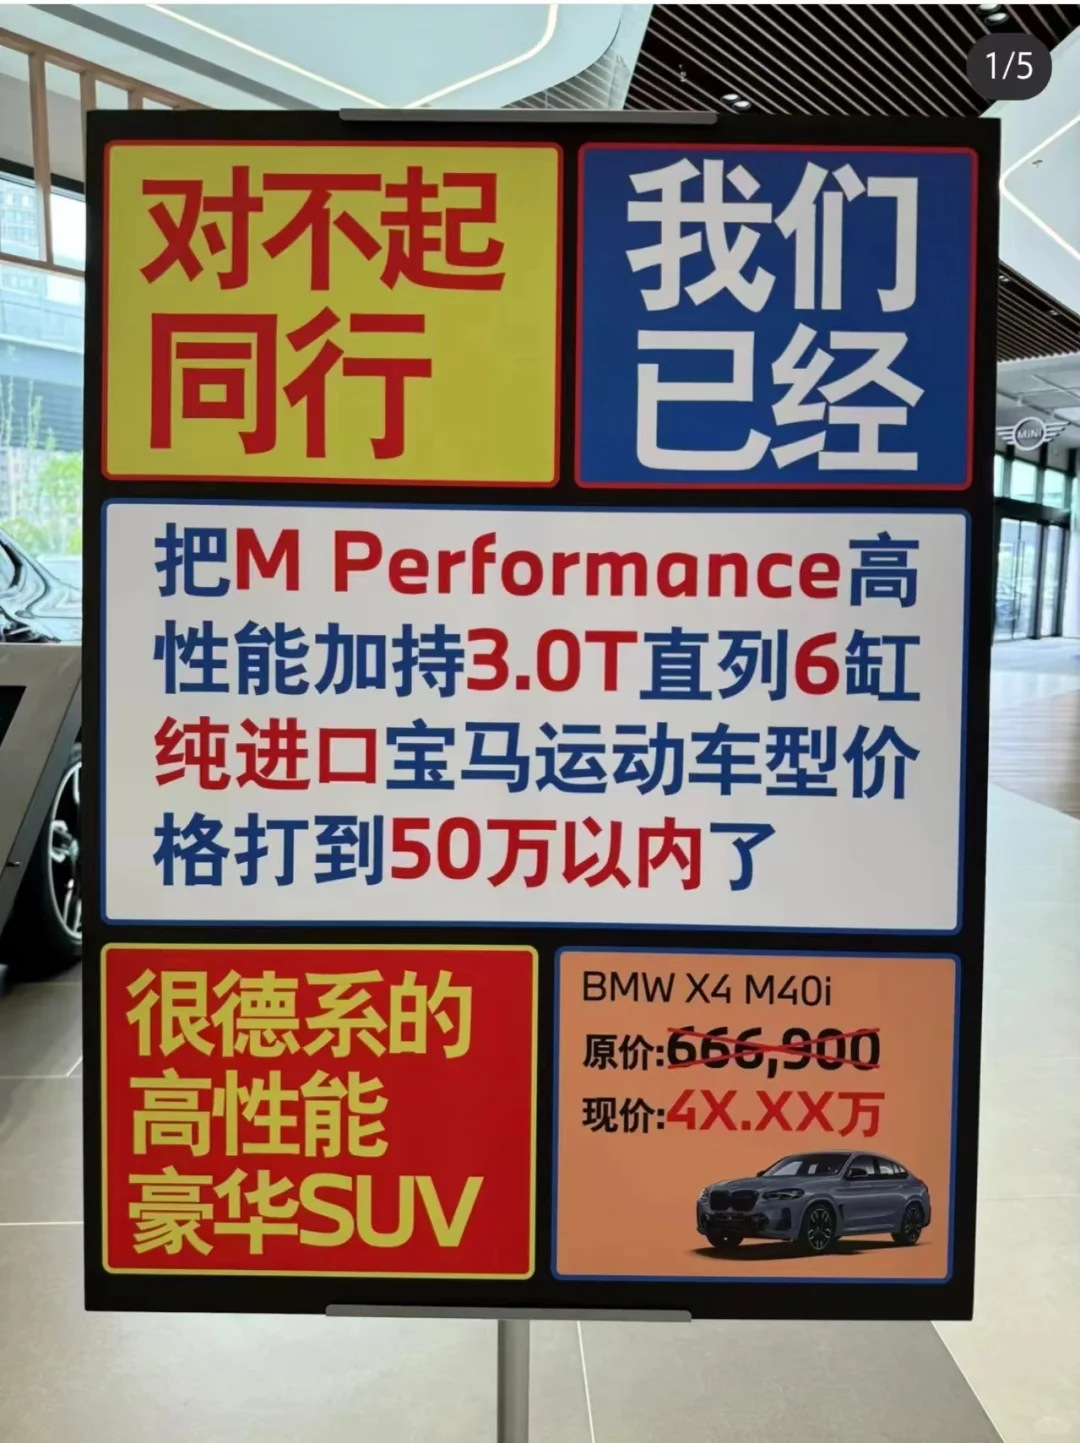 1/5
对不起
同行
我们
已经
MINI
把M Performance高
性能加持3.0T直列6缸
纯进口宝马运动车型价
格打到50万以内了
很德系的
高性能
豪华SUV
BMW X4 M40i
原价:666,900
现价:4X.XX万